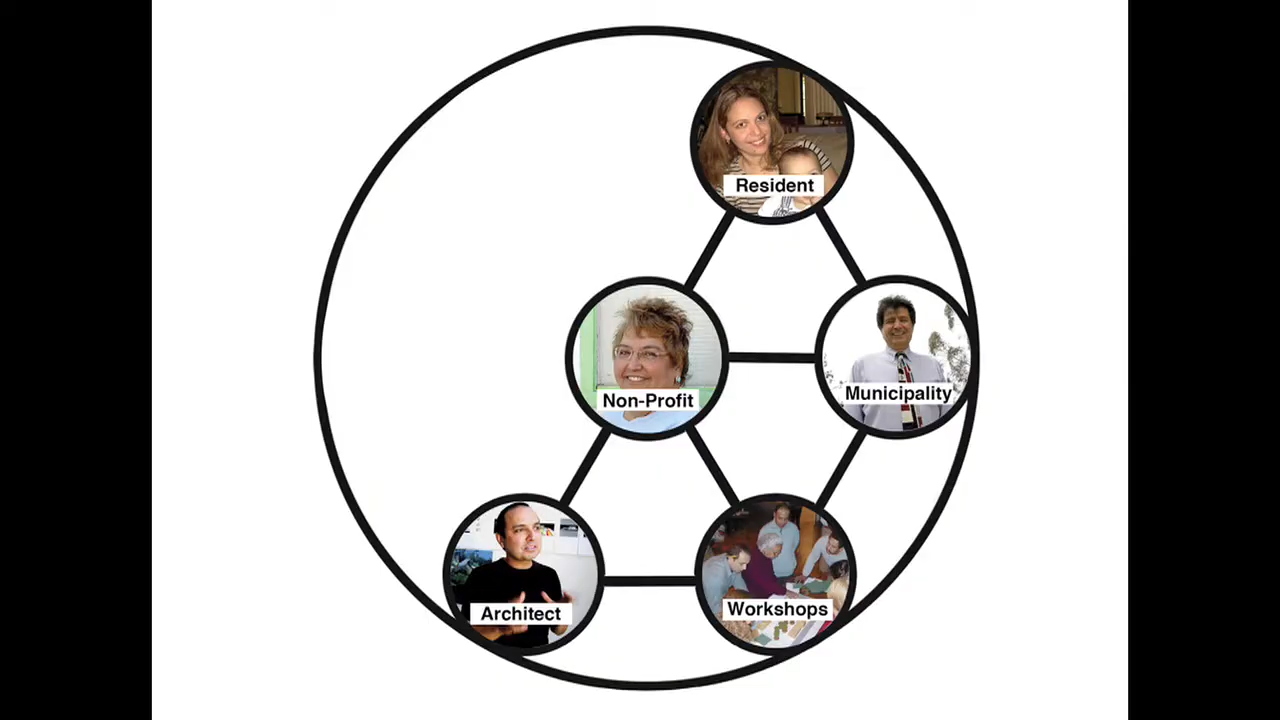 Resident
Non-Profit
Municipality
Architect
Workshops